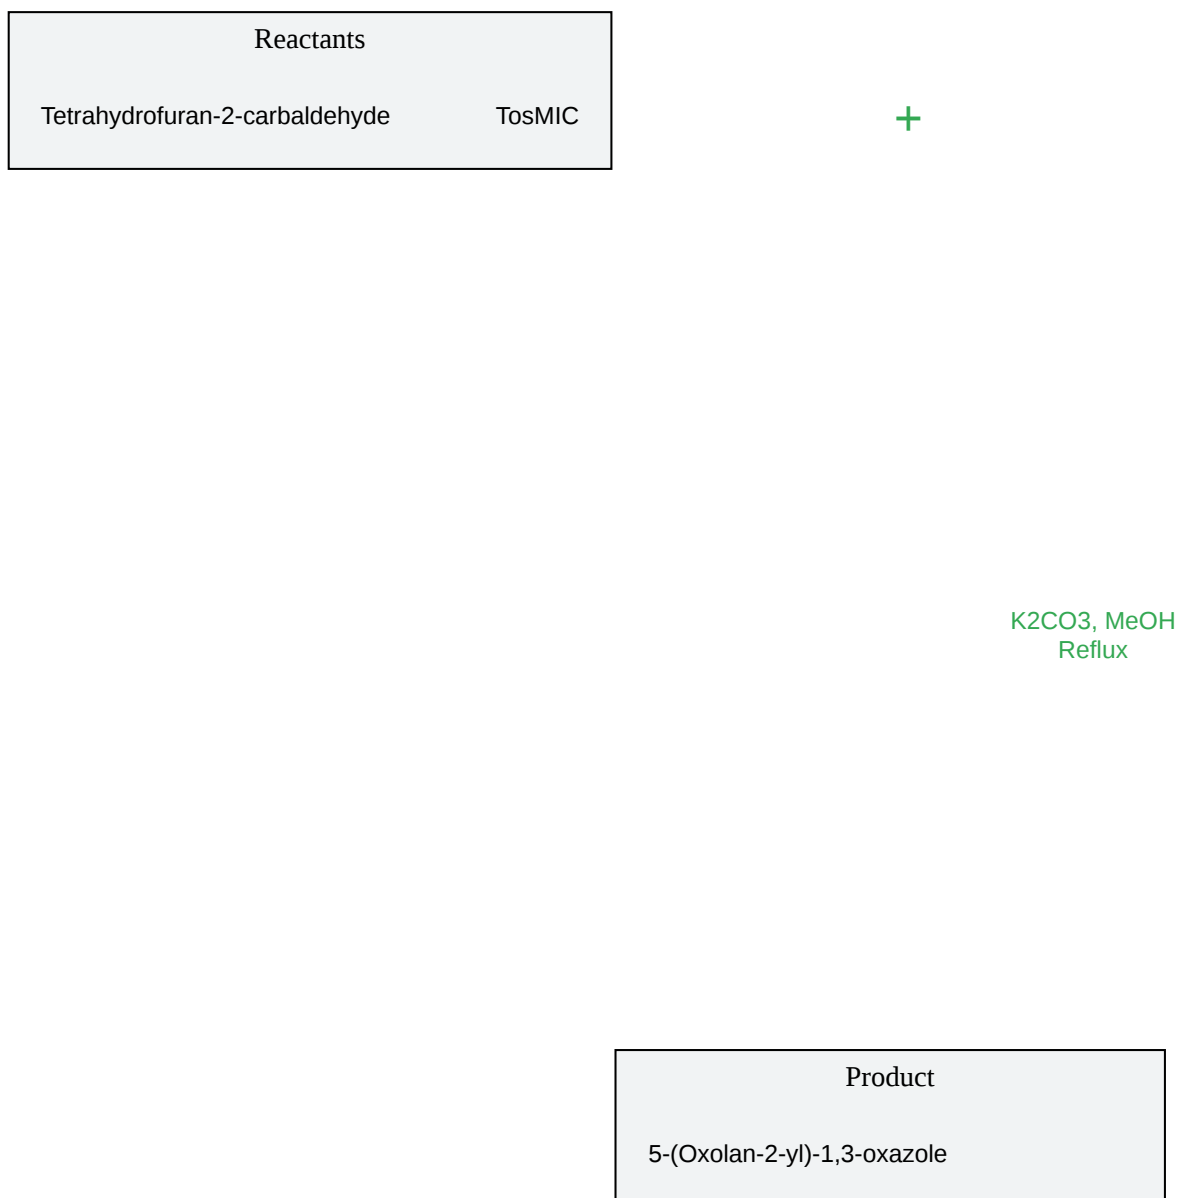 Reactants
Tetrahydrofuran-2-carbaldehyde TosMIC
+
K2CO3, MeOH
Reflux
Product
5-(Oxolan-2-yl)-1,3-oxazole